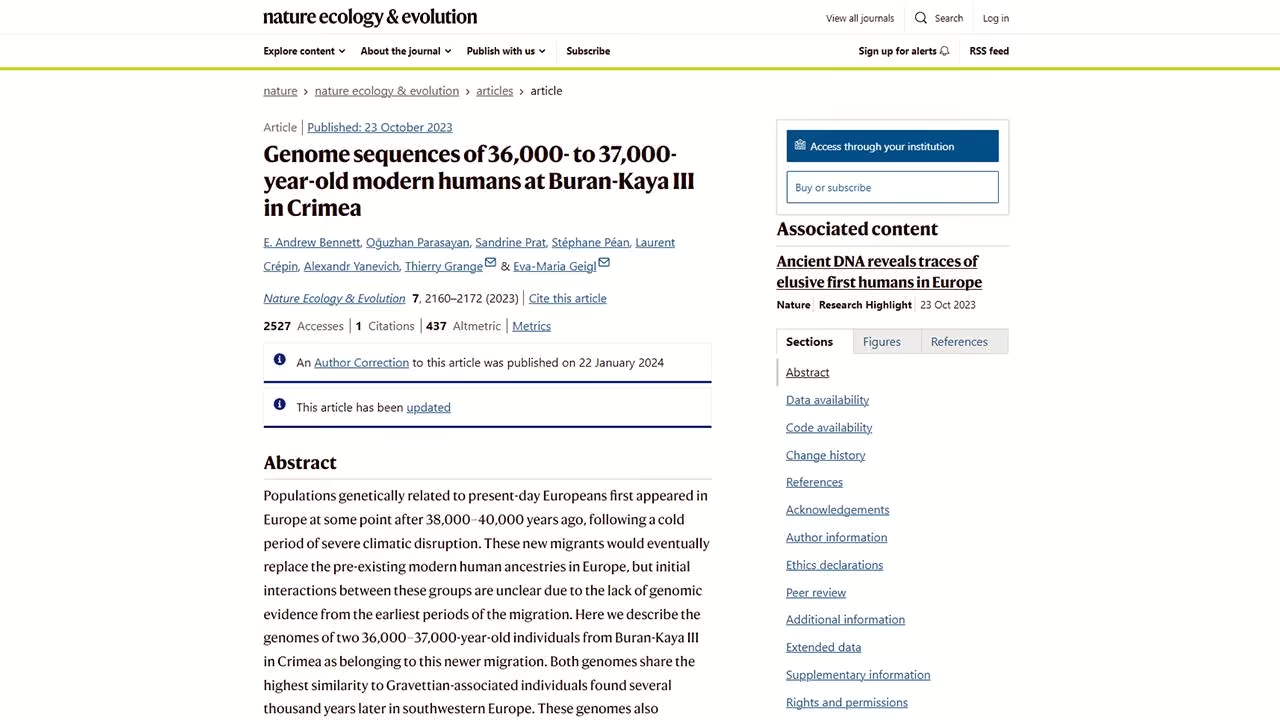 nature ecology & evolution
View all journals
Search
Log in
Explore content
About the journal
Publish with us
Subscribe
Sign up for alerts
RSS feed
nature › nature ecology & evolution › articles › article
Article | Published: 23 October 2023
Genome sequences of 36,000- to 37,000-
year-old modern humans at Buran-Kaya III
in Crimea
E. Andrew Bennett, Oğuzhan Parasayan, Sandrine Prat, Stéphane Péan, Laurent
Crépin, Alexandr Yanevich, Thierry Grange & Eva-Maria Geigl
Nature Ecology & Evolution 7, 2160–2172 (2023) | Cite this article
2527 Accesses | 1 Citations | 437 Altmetric | Metrics
An Author Correction to this article was published on 22 January 2024
This article has been updated
Abstract
Populations genetically related to present-day Europeans first appeared in
Europe at some point after 38,000–40,000 years ago, following a cold
period of severe climatic disruption. These new migrants would eventually
replace the pre-existing modern human ancestries in Europe, but initial
interactions between these groups are unclear due to the lack of genomic
evidence from the earliest periods of the migration. Here we describe the
genomes of two 36,000–37,000-year-old individuals from Buran-Kaya III
in Crimea as belonging to this newer migration. Both genomes share the
highest similarity to Gravettian-associated individuals found several
thousand years later in southwestern Europe. These genomes also
Access through your institution
Buy or subscribe
Associated content
Ancient DNA reveals traces of
elusive first humans in Europe
Nature | Research Highlight | 23 Oct 2023
Sections
Figures
References
Abstract
Data availability
Code availability
Change history
References
Acknowledgements
Author information
Ethics declarations
Peer review
Additional information
Extended data
Supplementary information
Rights and permissions